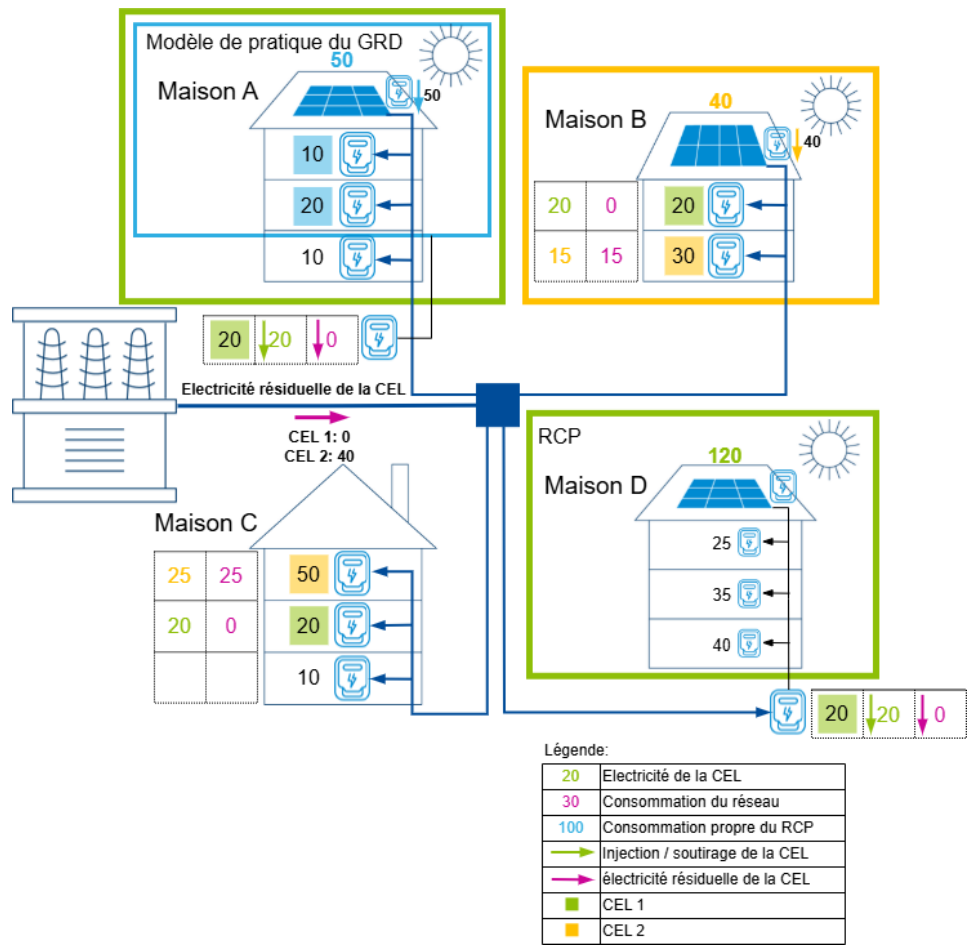 Modèle de pratique du GRD
50
Maison A
50
10
20
10
20 20 0
40
Maison B
40
20 0 20
15 15 30
Electricité résiduelle de la CEL
CEL 1: 0
CEL 2: 40
Maison C
25 25 50
20 0 20
10
RCP
120
Maison D
25
35
40
20 20 0
Légende:
20 Electricité de la CEL
30 Consommation du réseau
100 Consommation propre du RCP
Injection / soutirage de la CEL
électricité résiduelle de la CEL
CEL 1
CEL 2